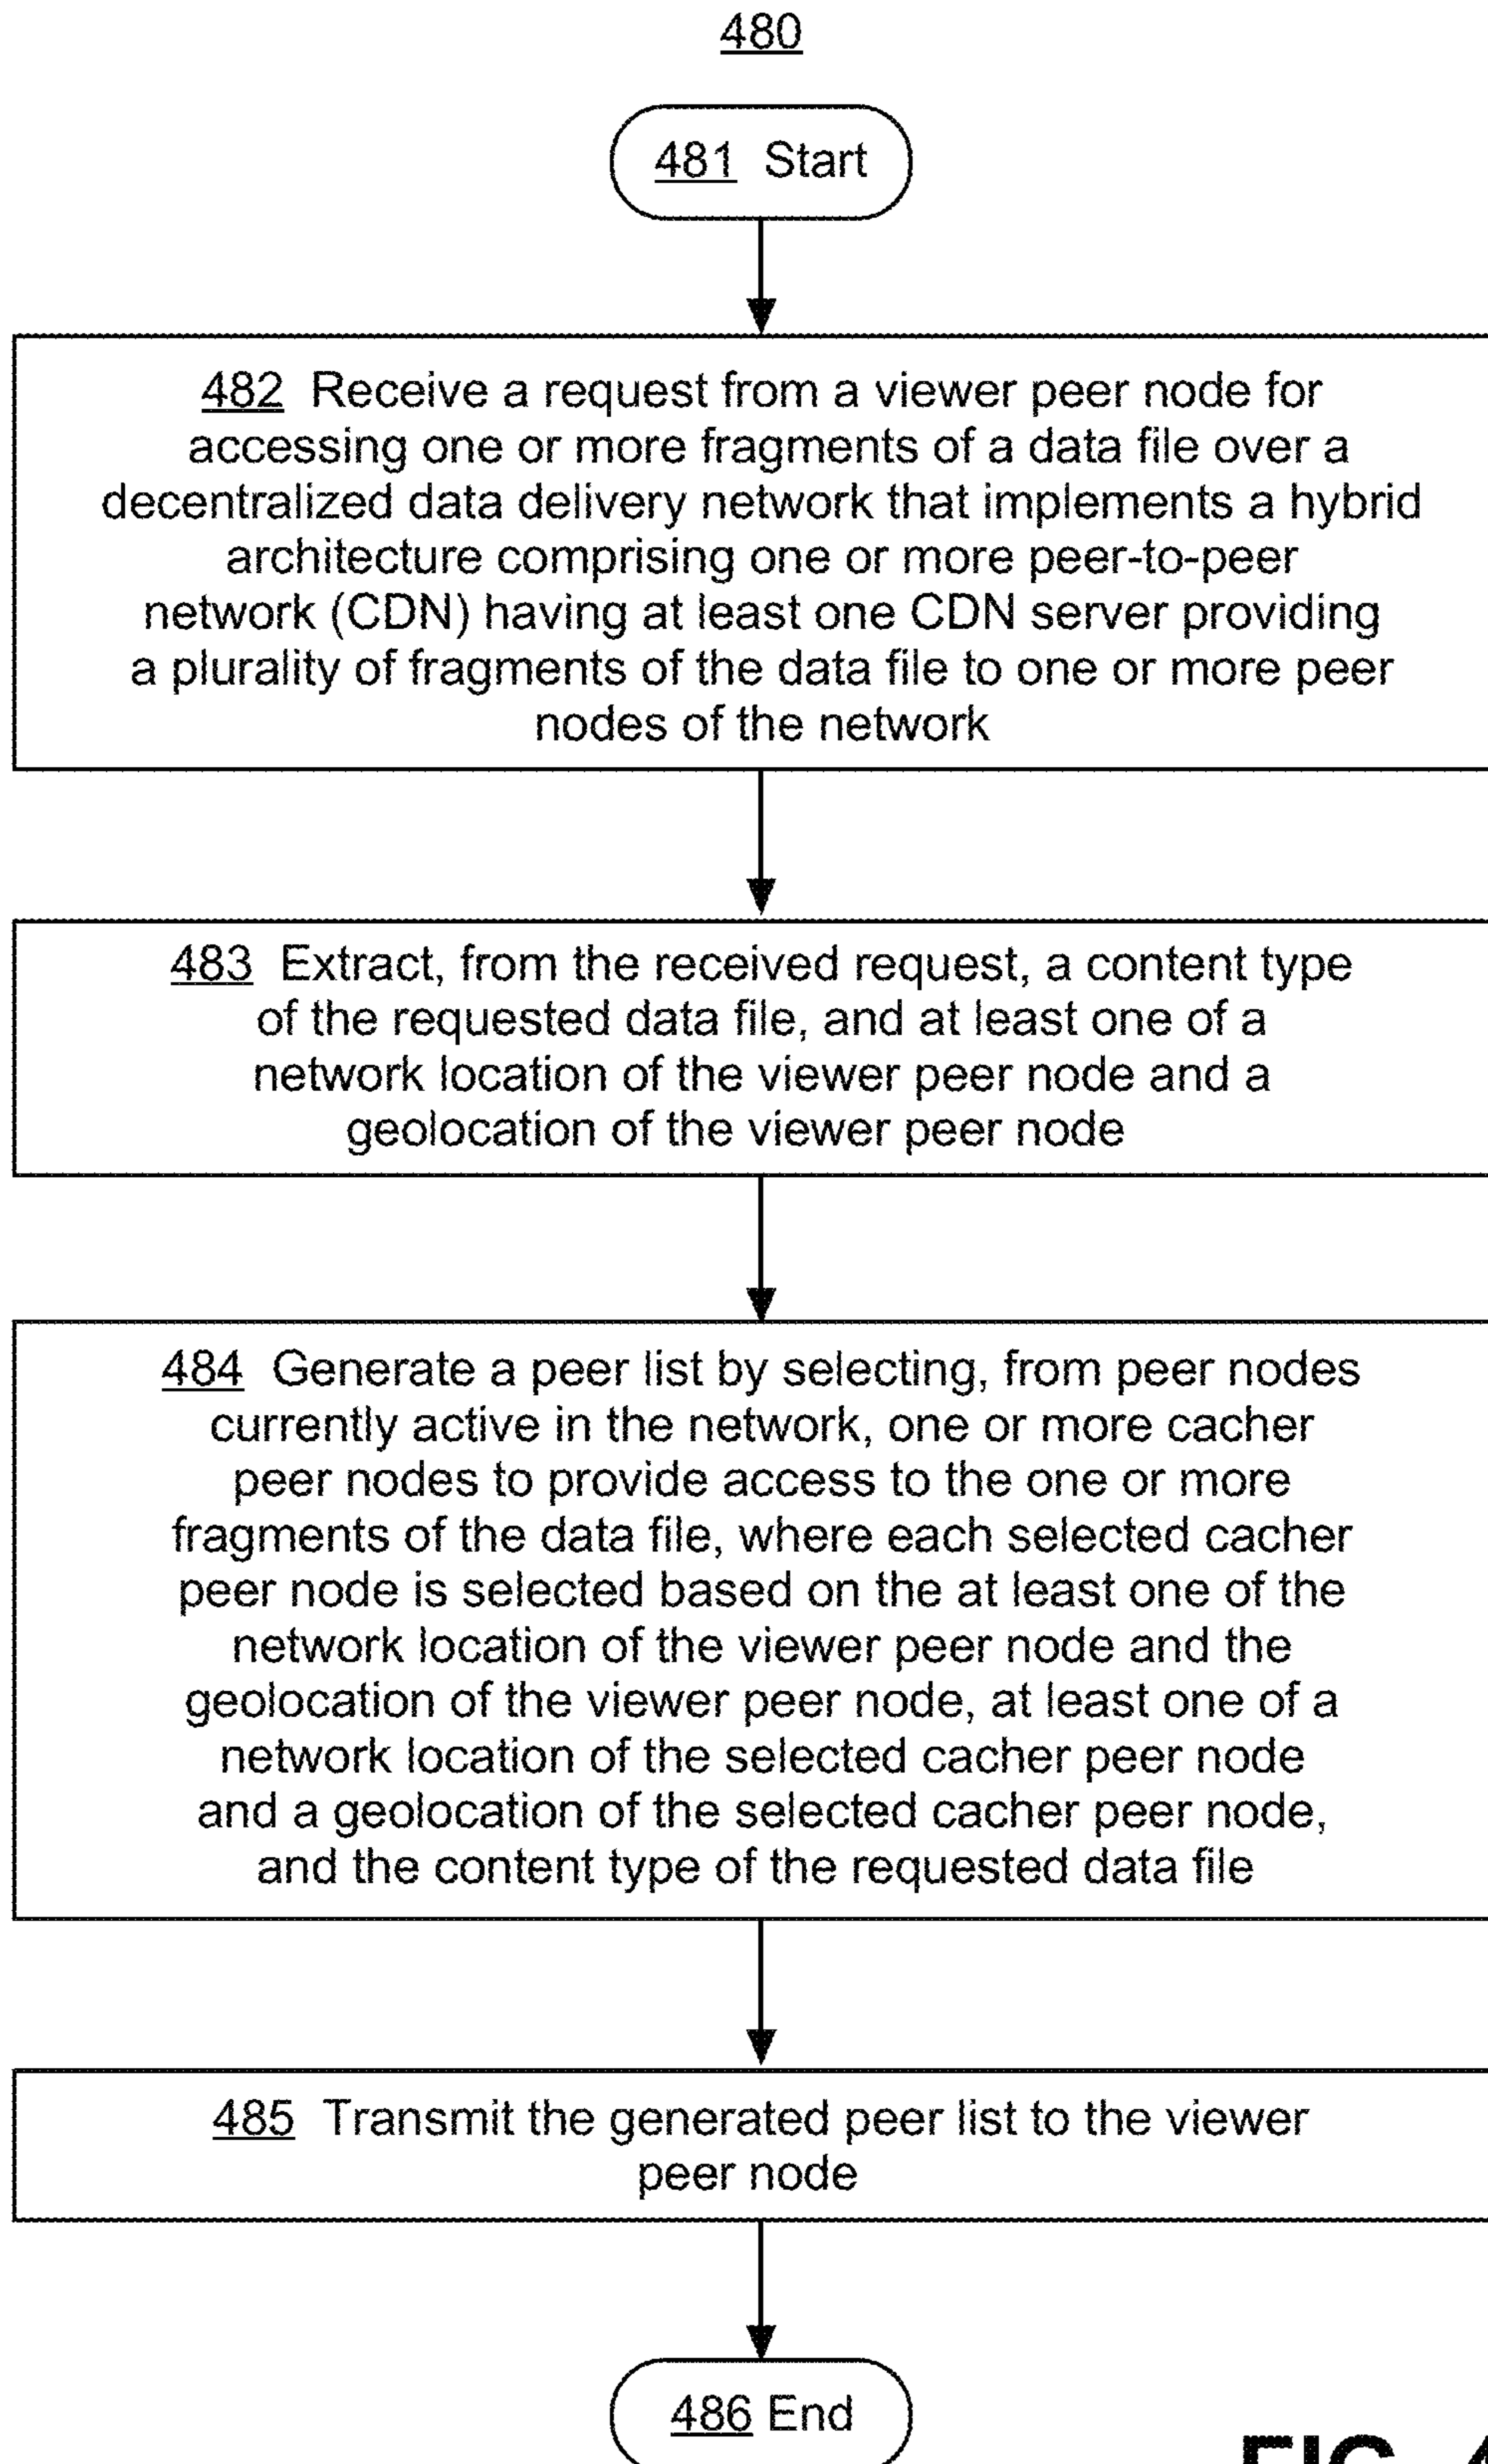 480
481 Start
482 Receive a request from a viewer peer node for
accessing one or more fragments of a data file over a
decentralized data delivery network that implements a hybrid
architecture comprising one or more peer-to-peer
network (CDN) having at least one CDN server providing
a plurality of fragments of the data file to one or more peer
nodes of the network
483 Extract, from the received request, a content type
of the requested data file, and at least one of a
network location of the viewer peer node and a
geolocation of the viewer peer node
484 Generate a peer list by selecting, from peer nodes
currently active in the network, one or more cacher
peer nodes to provide access to the one or more
fragments of the data file, where each selected cacher
peer node is selected based on the at least one of the
network location of the viewer peer node and the
geolocation of the viewer peer node, at least one of a
network location of the selected cacher peer node
and a geolocation of the selected cacher peer node,
and the content type of the requested data file
485 Transmit the generated peer list to the viewer
peer node
486 End
FIG.